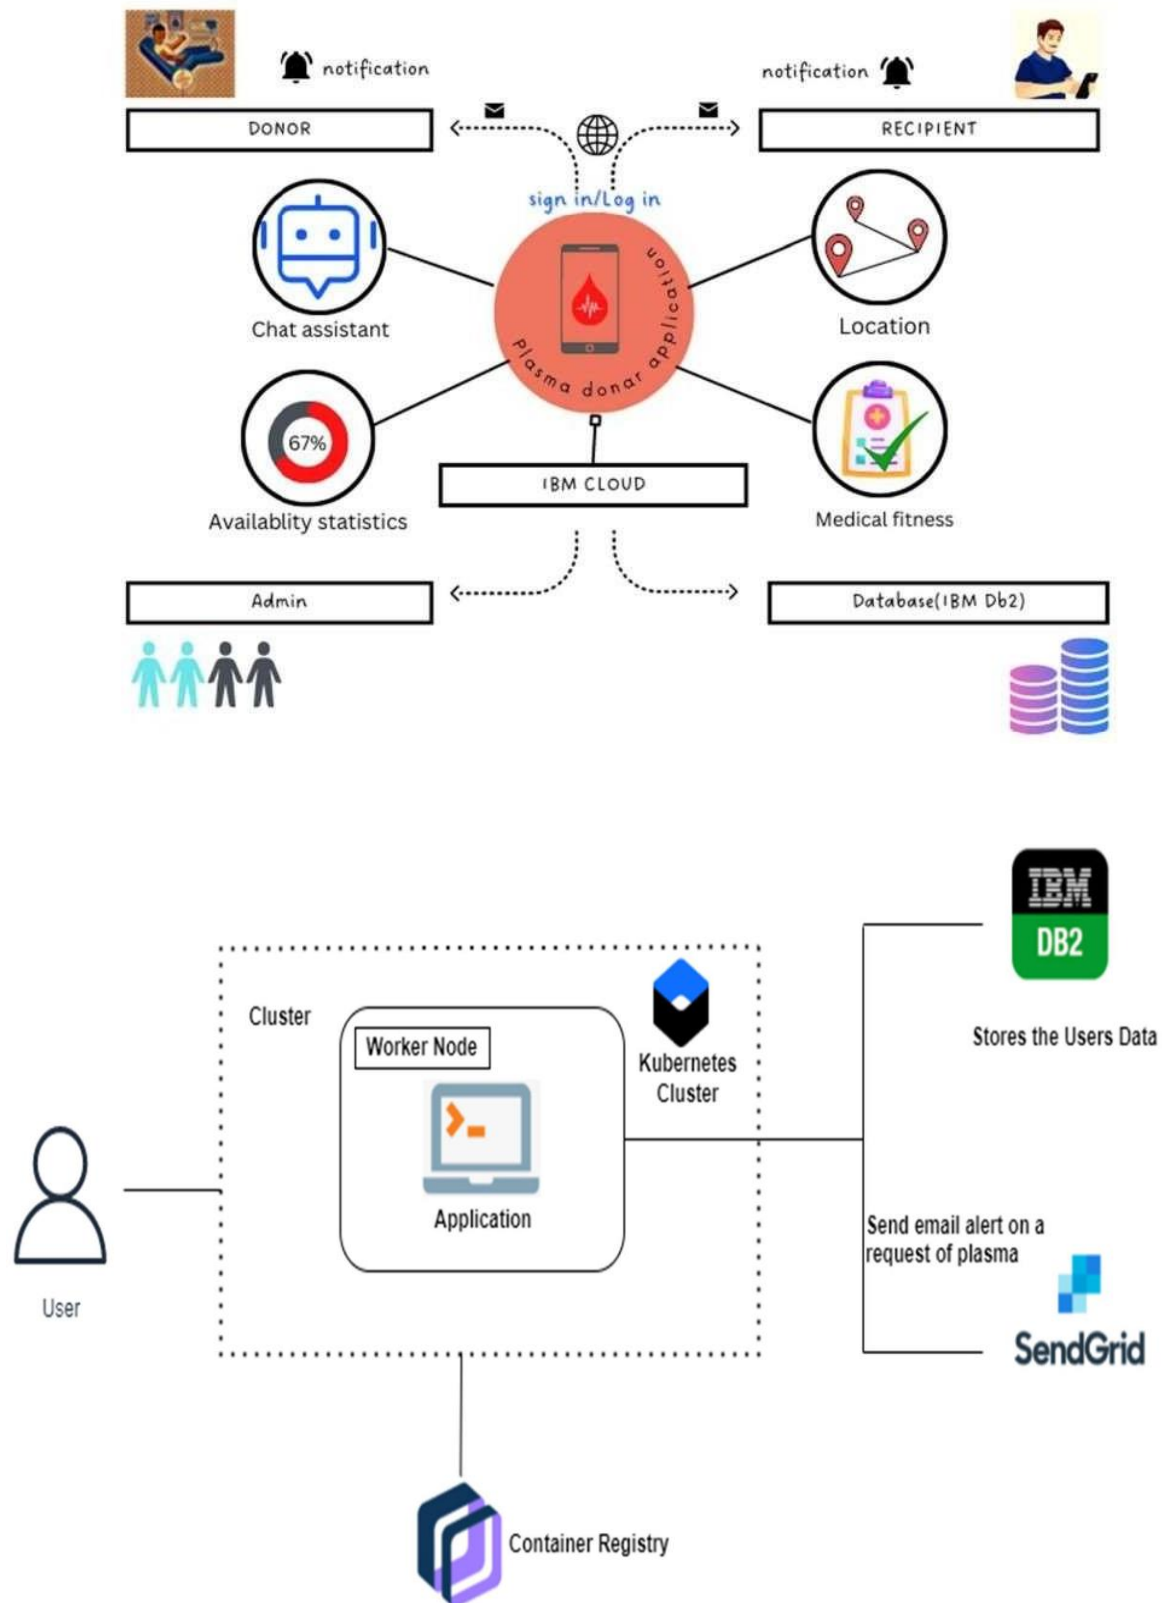 notification
notification
DONOR
RECIPIENT
sign in/Log in
Plasma donar application
Chat assistant
Location
67%
IBM CLOUD
Availablity statistics
Medical fitness
Admin
Database(IBM Db2)
IBM
DB2
Cluster
Worker Node
Kubernetes
Cluster
Stores the Users Data
Application
Send email alert on a
request of plasma
User
SendGrid
Container Registry